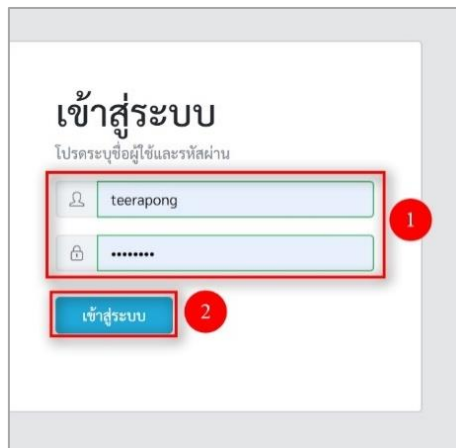 เข้าสู่ระบบ
โปรดระบุชื่อผู้ใช้และรหัสผ่าน
teerapong
1
••••••••
เข้าสู่ระบบ
2